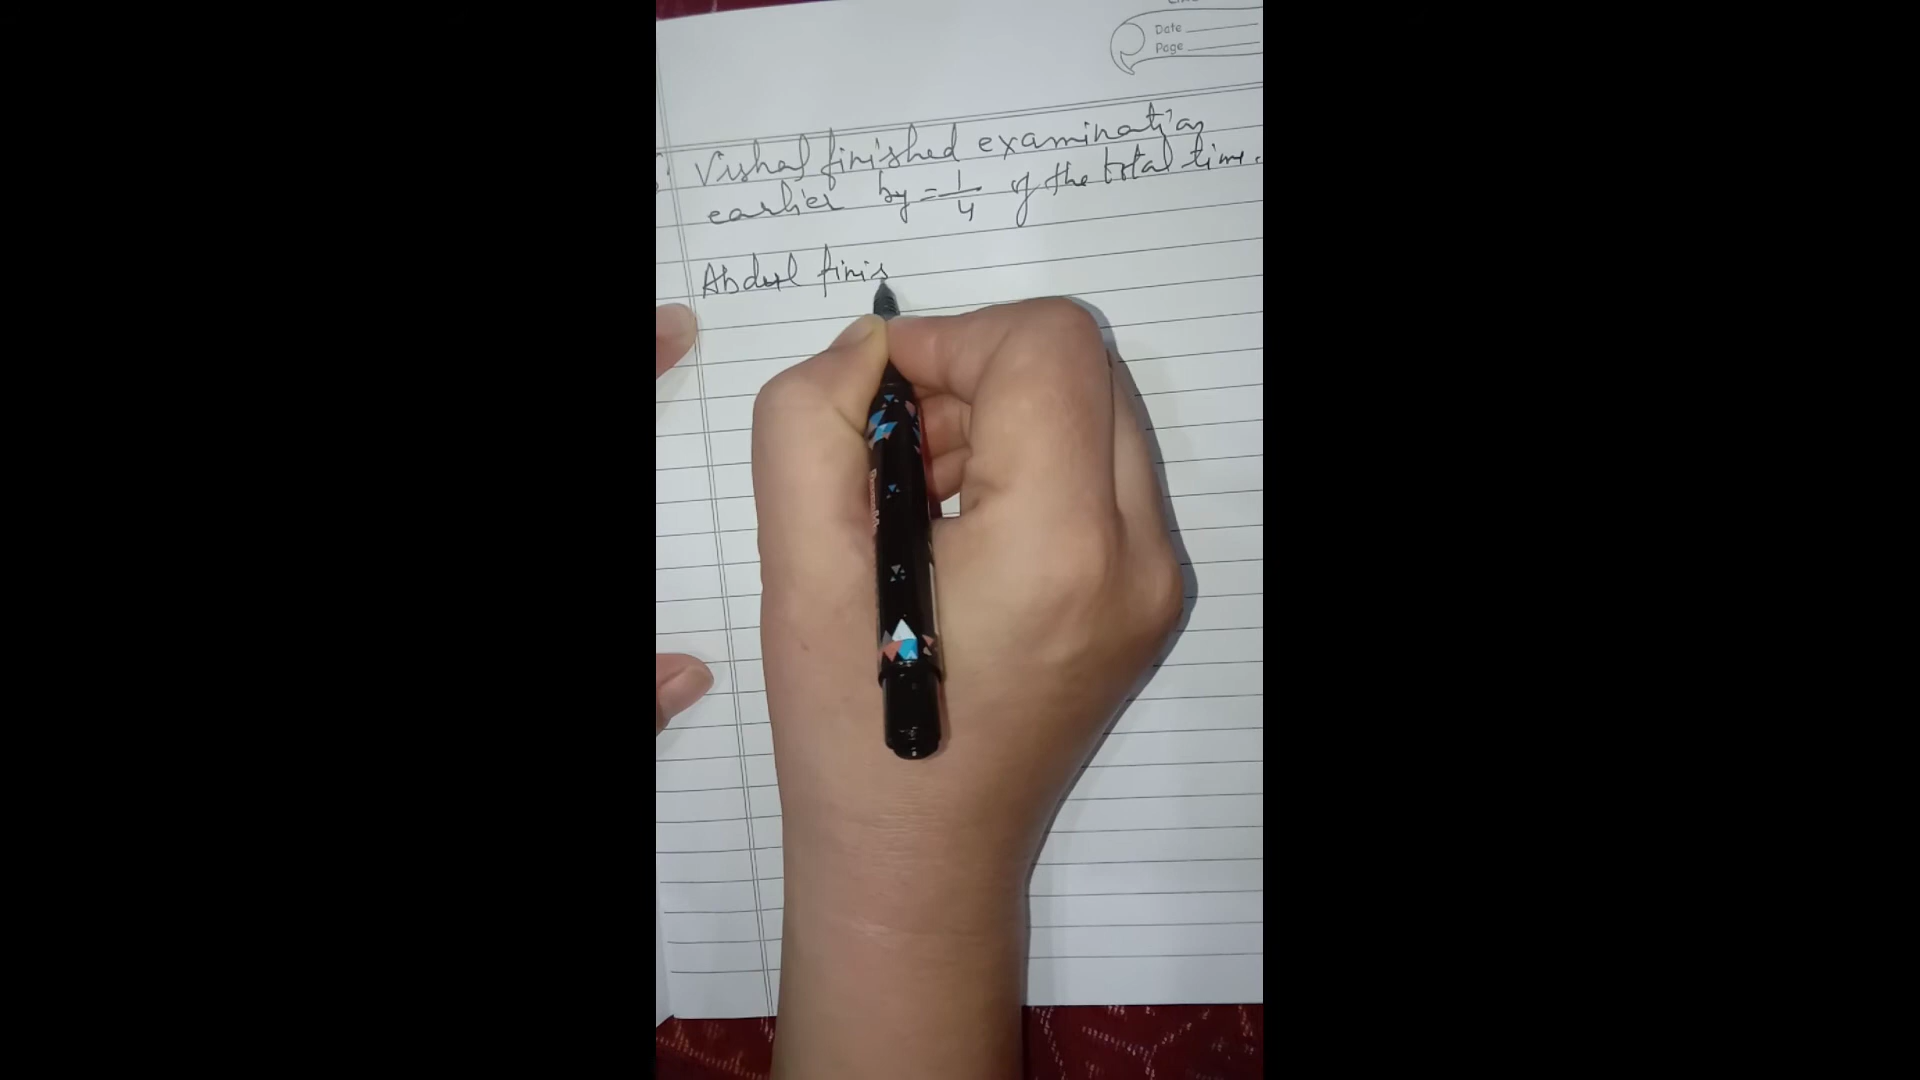 Date
Page
Vishal finished examination
earlier by = 1/4 of the total time.
Abdul finis